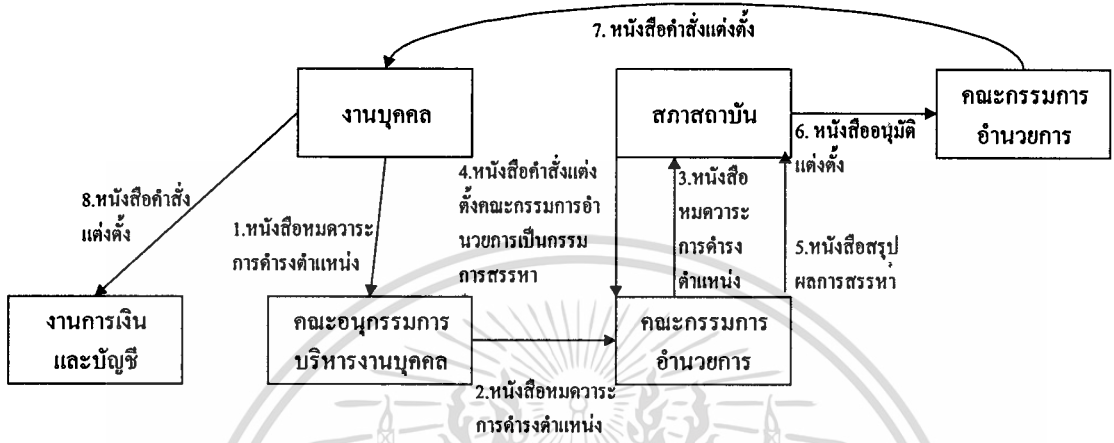 7. หนังสือคำสั่งแต่งตั้ง
งานบุคคล
สภาสถาบัน
คณะกรรมการ
อำนวยการ
6. หนังสืออนุมัติ
แต่งตั้ง
8.หนังสือคำสั่ง
แต่งตั้ง
1.หนังสือหมดวาระ
การดำรงตำแหน่ง
4.หนังสือคำสั่งแต่ง
ตั้งคณะกรรมการอำ
นวยการเป็นกรรม
การสรรหา
3.หนังสือ
หมดวาระ
การดำรง
ตำแหน่ง
5.หนังสือสรุป
ผลการสรรหา
งานการเงิน
และบัญชี
คณะอนุกรรมการ
บริหารงานบุคคล
คณะกรรมการ
อำนวยการ
2.หนังสือหมดวาระ
การดำรงตำแหน่ง